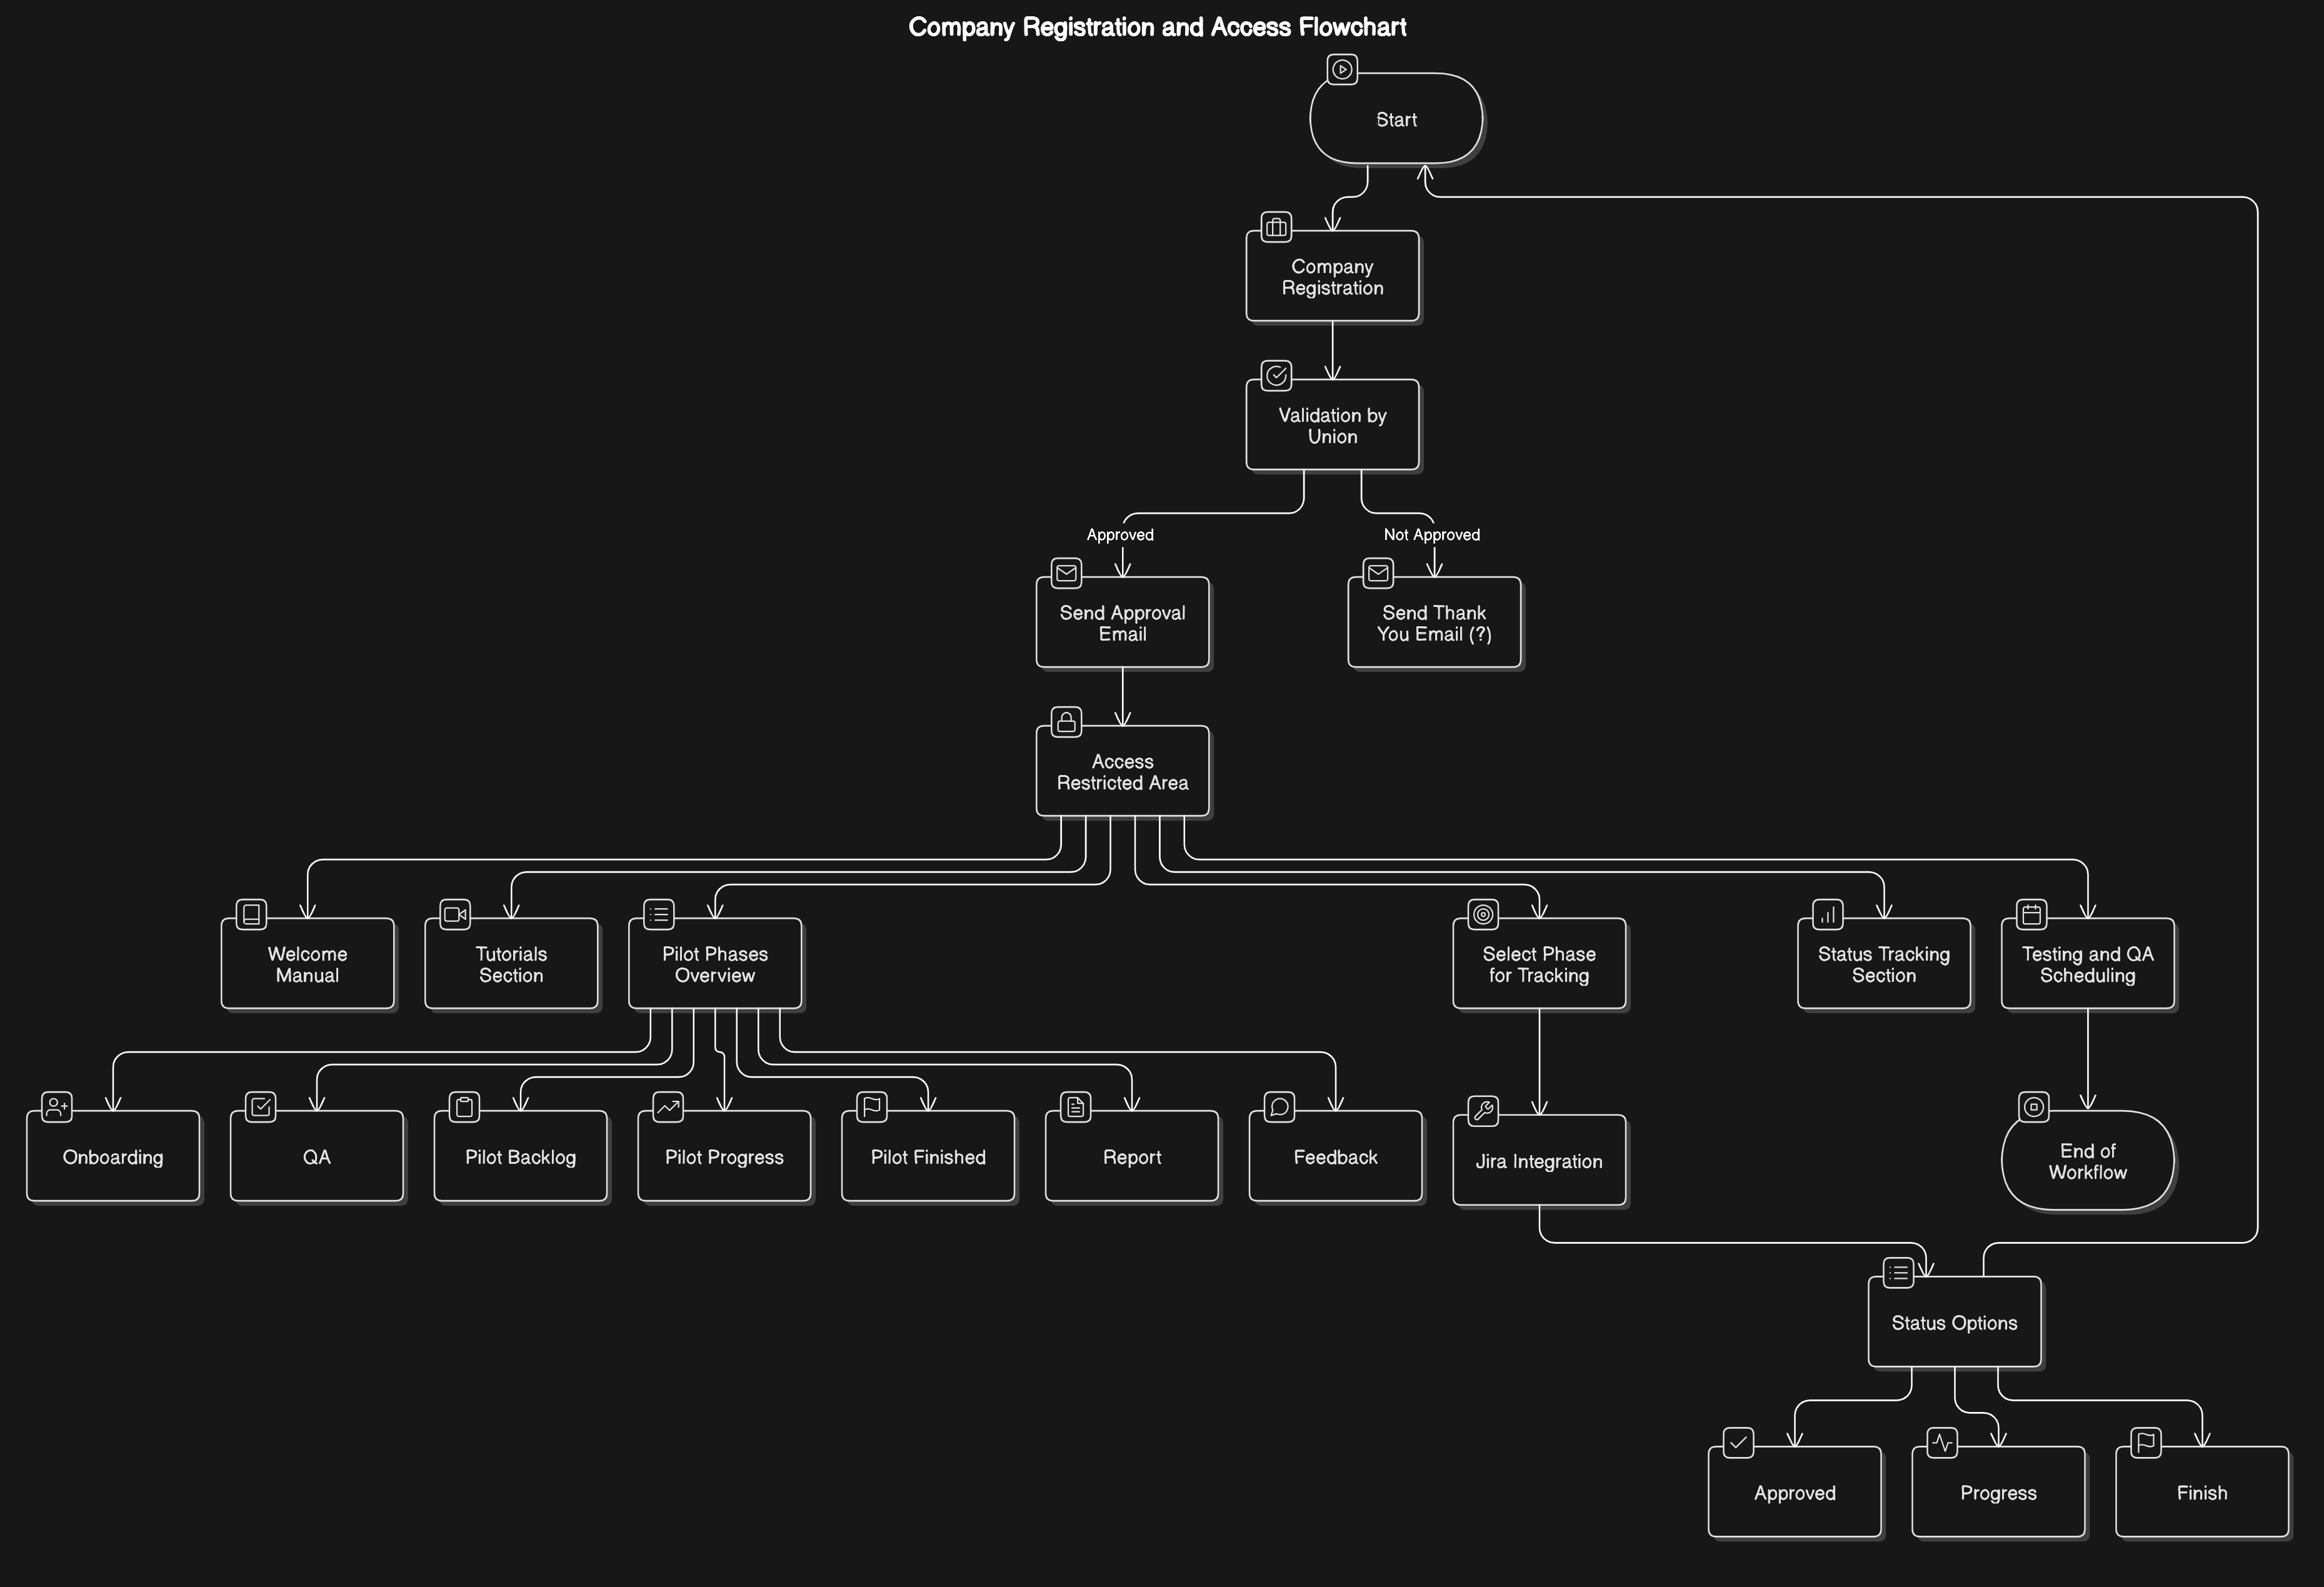 Company Registration and Access Flowchart
Start
Company
Registration
Validation by
Union
Approved
Not Approved
Send Approval
Email
Send Thank
You Email (?)
Access
Restricted Area
Welcome
Manual
Tutorials
Section
Pilot Phases
Overview
Select Phase
for Tracking
Status Tracking
Section
Testing and QA
Scheduling
Onboarding
QA
Pilot Backlog
Pilot Progress
Pilot Finished
Report
Feedback
Jira Integration
End of
Workflow
Status Options
Approved
Progress
Finish